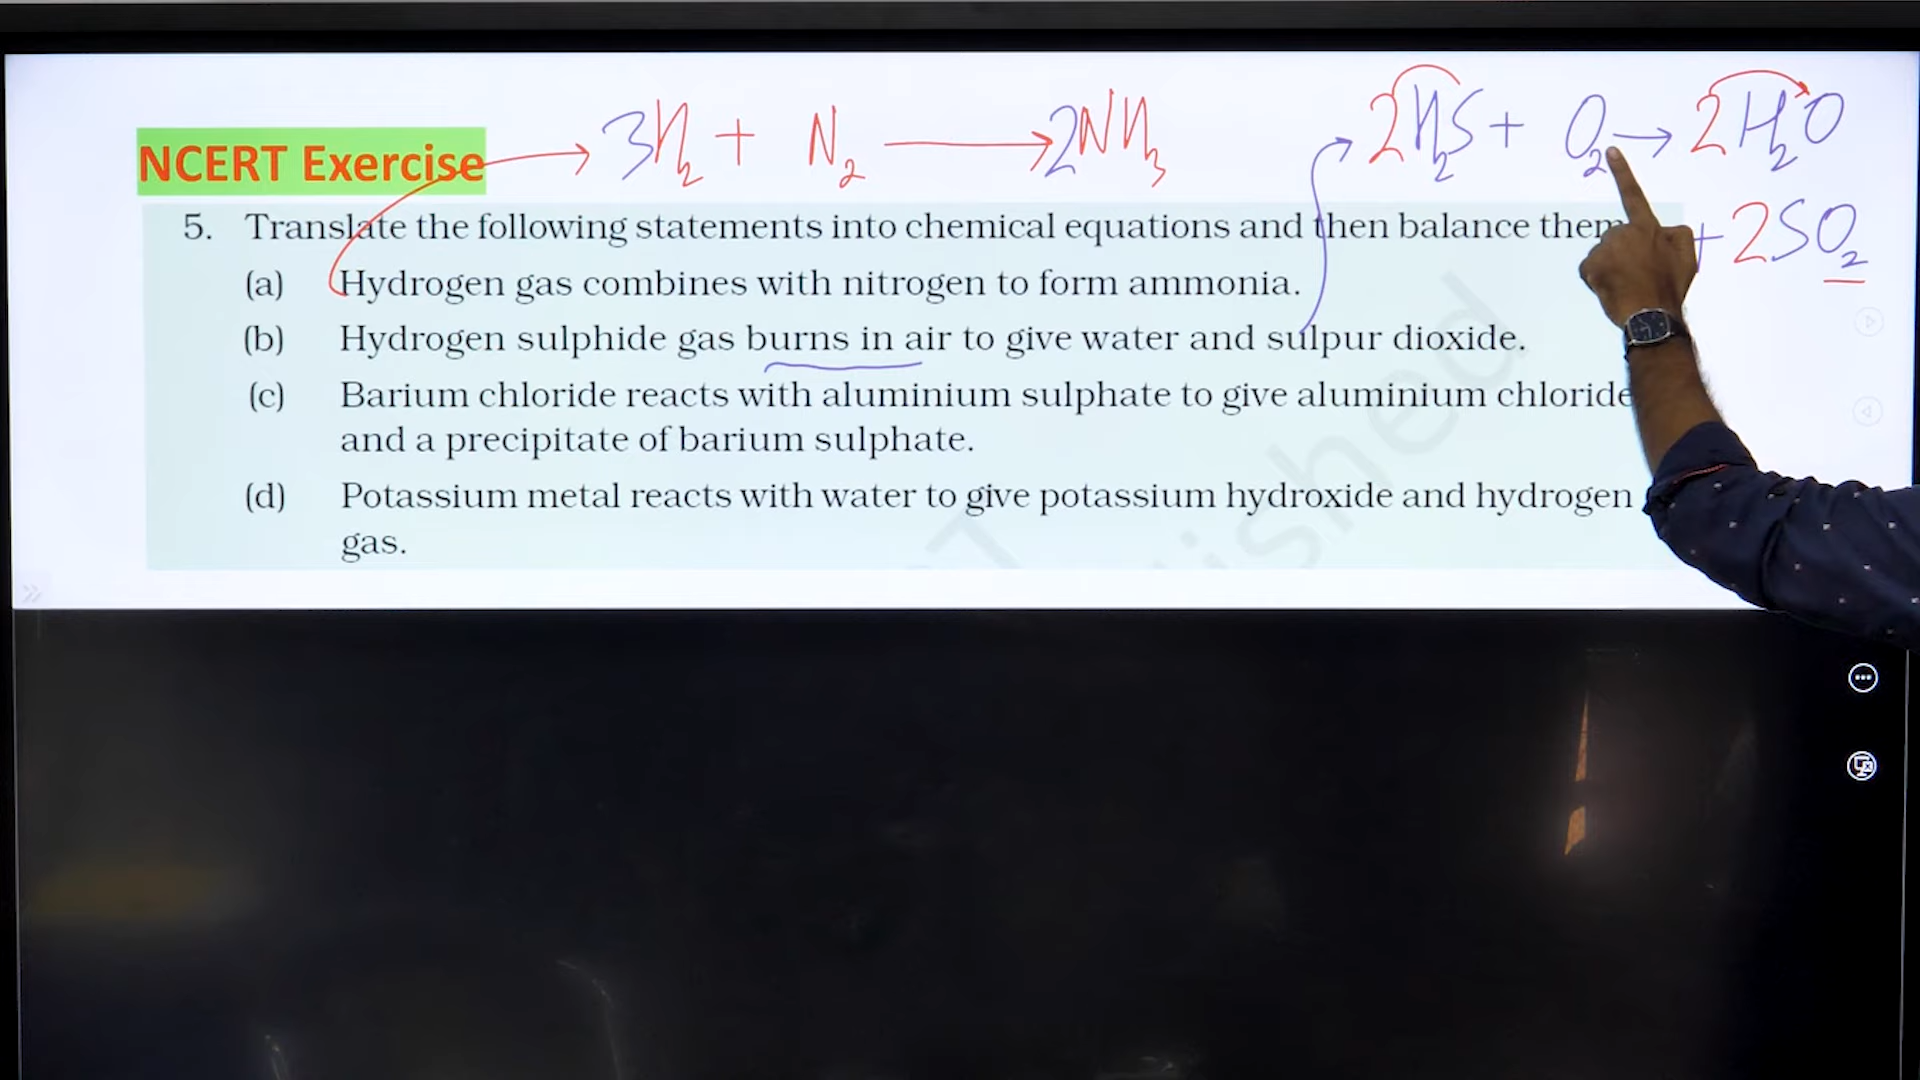 3H₂ + N₂ → 2NH₃
2H₂S + O₂ → 2H₂O
+ 2SO₂
NCERT Exercise
5. Translate the following statements into chemical equations and then balance them
(a) Hydrogen gas combines with nitrogen to form ammonia.
(b) Hydrogen sulphide gas burns in air to give water and sulpur dioxide.
(c) Barium chloride reacts with aluminium sulphate to give aluminium chloride
and a precipitate of barium sulphate.
(d) Potassium metal reacts with water to give potassium hydroxide and hydrogen
gas.